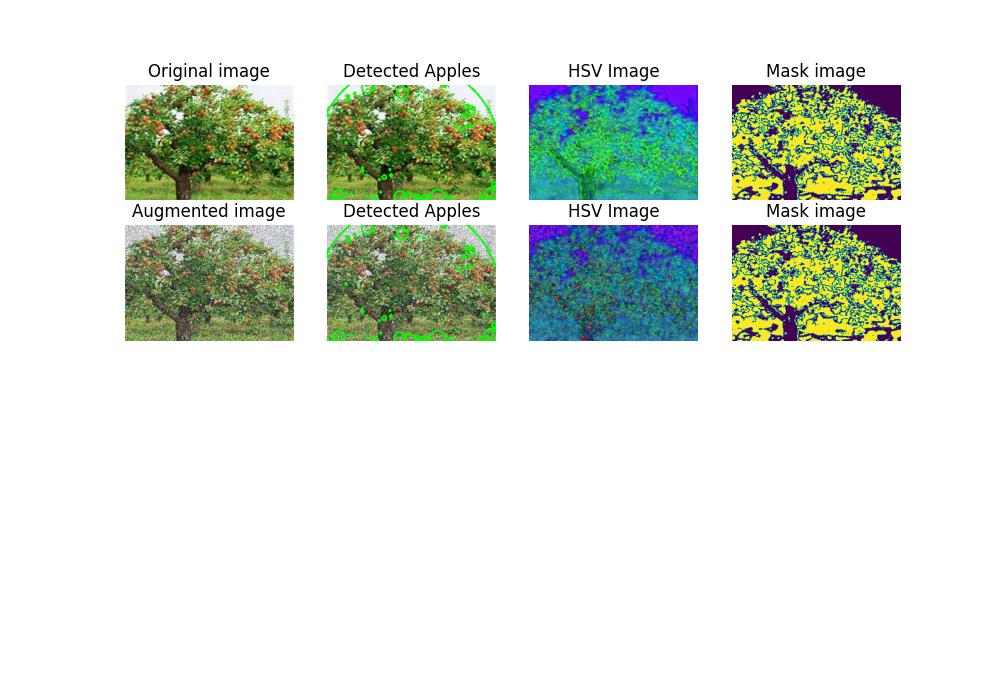 Original image
Detected Apples
HSV Image
Mask image
Augmented image
Detected Apples
HSV Image
Mask image